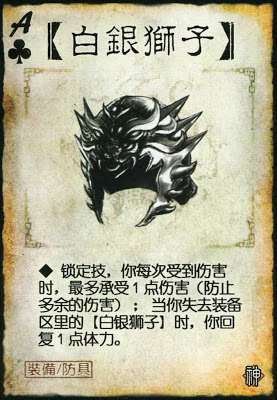 A
♣
【白銀獅子】
◆ 锁定技，你每次受到伤害
时，最多承受1点伤害（防止
多余的伤害）；当你失去装备
区里的【白银狮子】时，你回
复1点体力。
裝備/防具
神